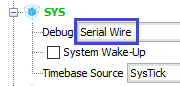 SYS
Debug Serial Wire
System Wake-Up
Timebase Source SysTick